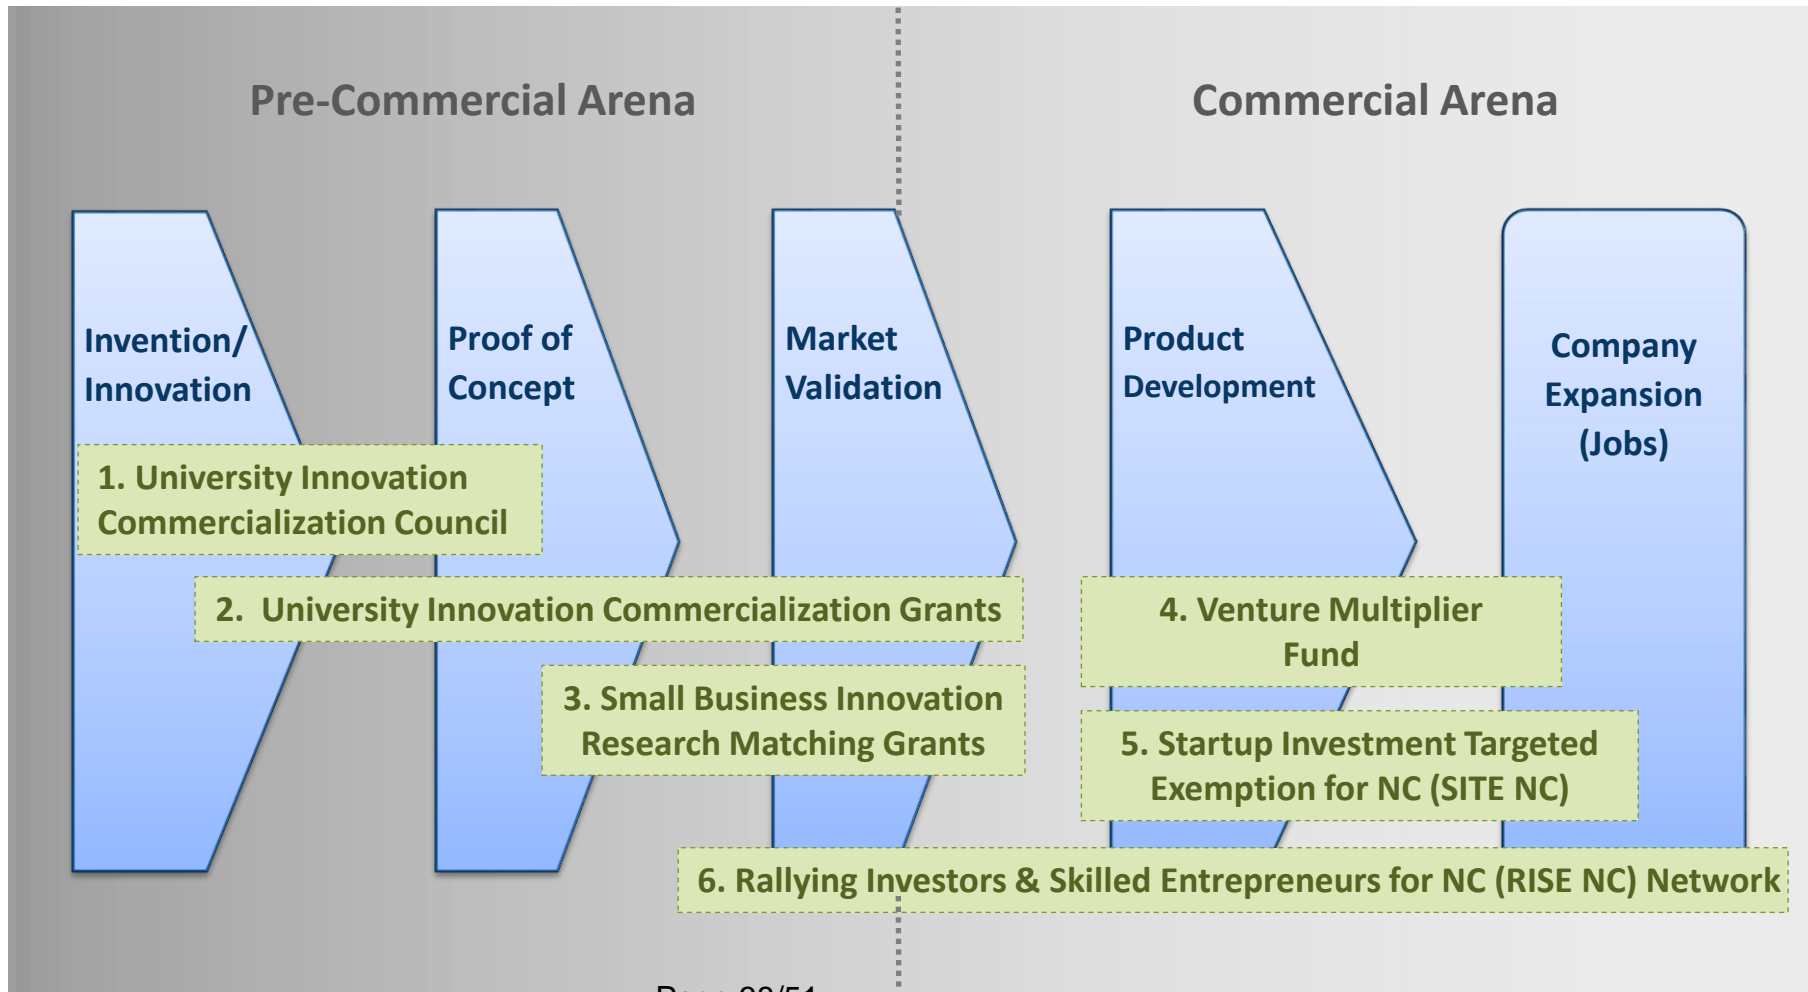 Pre-Commercial Arena
Commercial Arena
Invention/
Innovation
Proof of
Concept
Market
Validation
Product
Development
Company
Expansion
(Jobs)
1. University Innovation
Commercialization Council
2. University Innovation Commercialization Grants
3. Small Business Innovation
Research Matching Grants
4. Venture Multiplier
Fund
5. Startup Investment Targeted
Exemption for NC (SITE NC)
6. Rallying Investors & Skilled Entrepreneurs for NC (RISE NC) Network